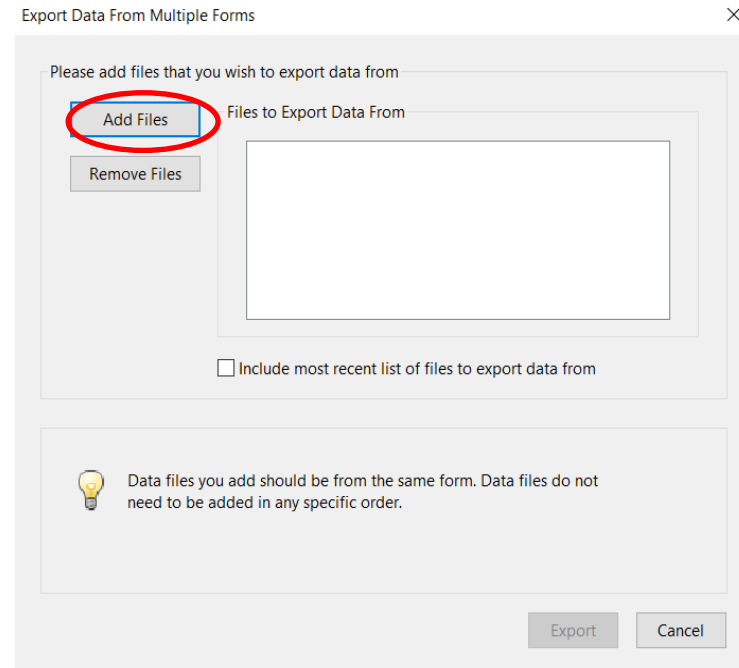 Export Data From Multiple Forms
Please add files that you wish to export data from
Add Files
Files to Export Data From
Remove Files
Include most recent list of files to export data from
Data files you add should be from the same form. Data files do not
need to be added in any specific order.
Export
Cancel